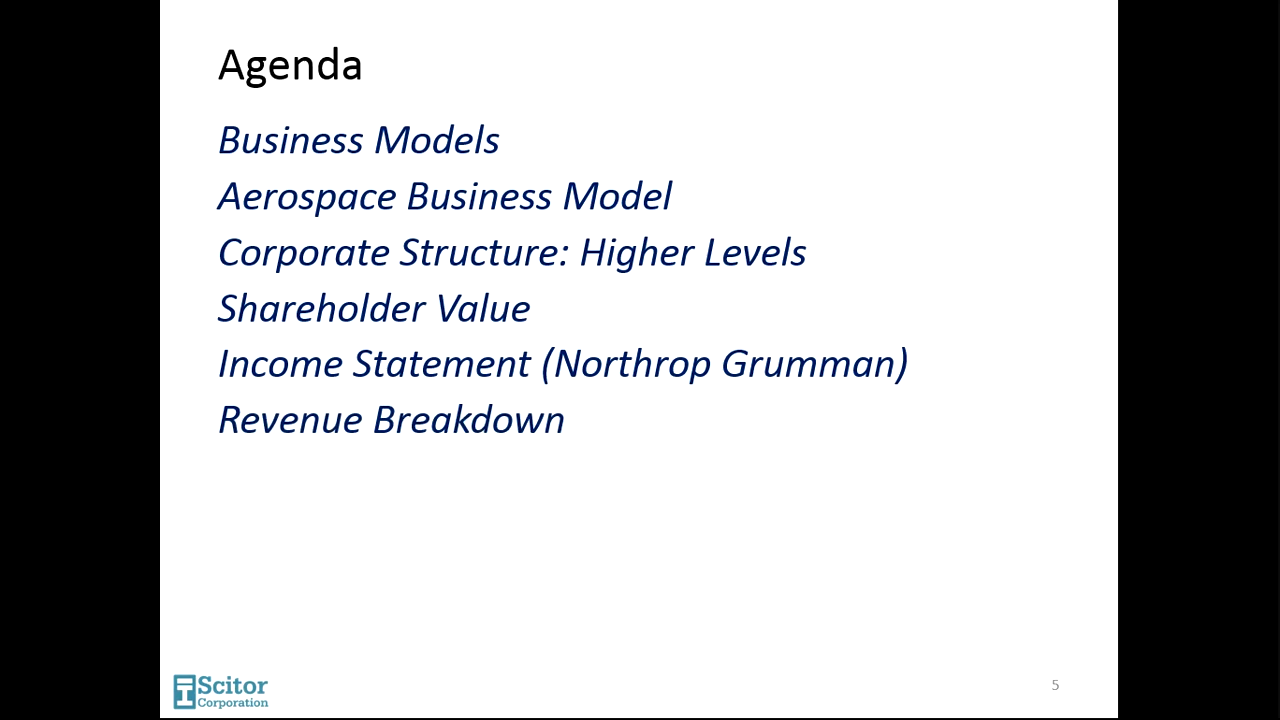 Agenda
Business Models
Aerospace Business Model
Corporate Structure: Higher Levels
Shareholder Value
Income Statement (Northrop Grumman)
Revenue Breakdown
Scitor
Corporation
5